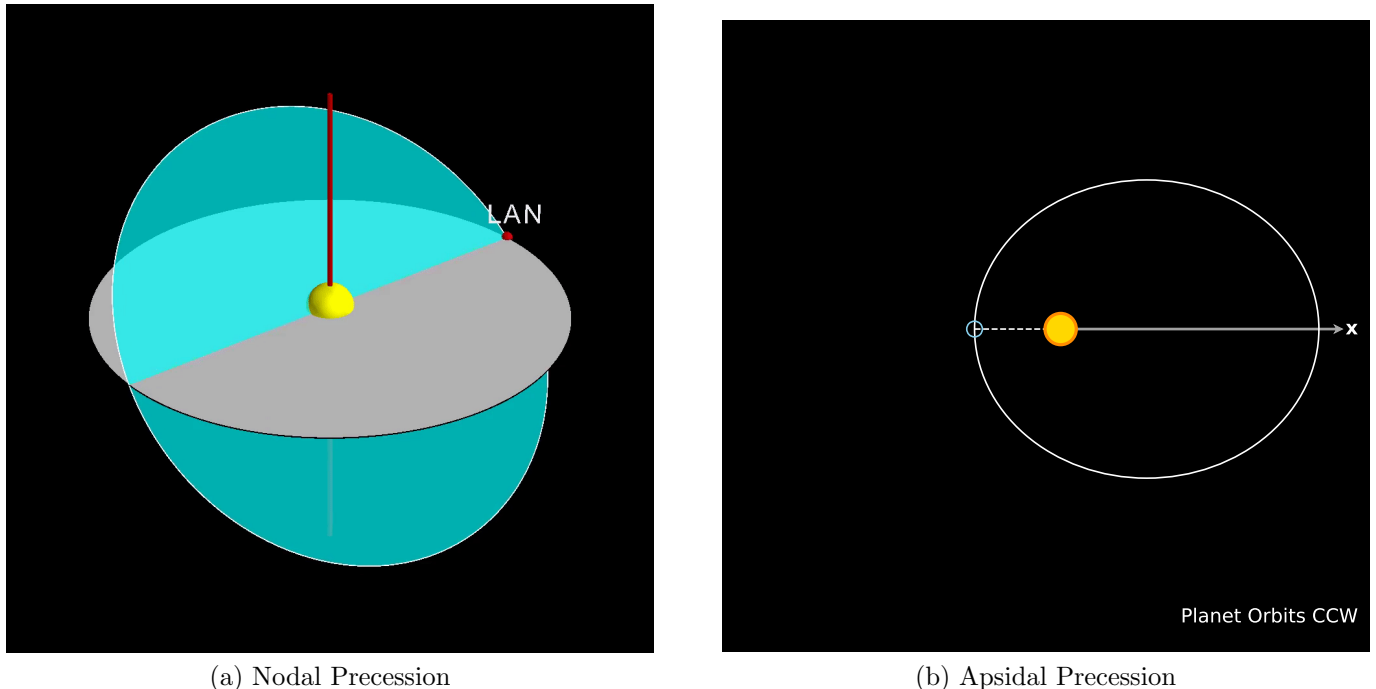 LAN
x
Planet Orbits CCW
(a) Nodal Precession
(b) Apsidal Precession